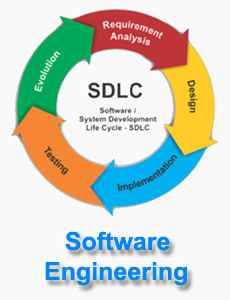 Requirement
Analysis
Design
Implementation
Testing
Evolution
SDLC
Software /
System Development
Life Cycle - SDLC
Software
Engineering